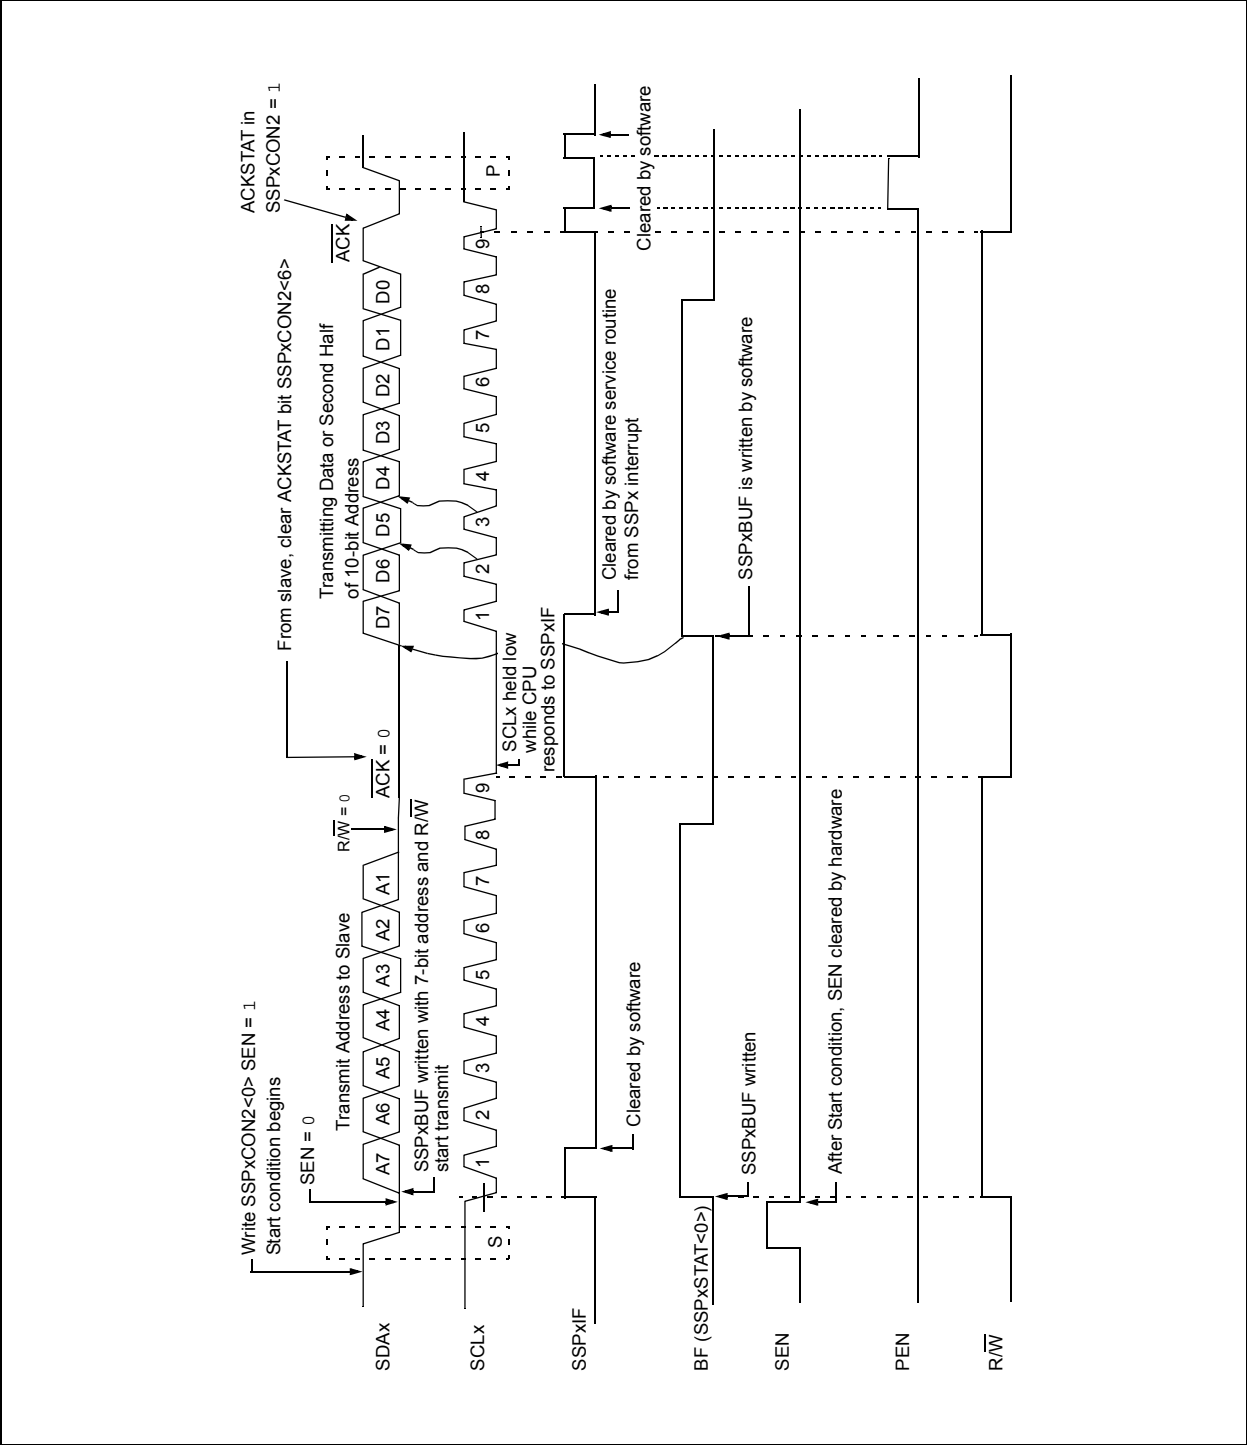 Write SSPxCON2<0> SEN = 1
Start condition begins
From slave, clear ACKSTAT bit SSPxCON2<6>
ACKSTAT in
SSPxCON2 = 1
SEN = 0
Transmit Address to Slave
R/W = 0
ACK = 0
Transmitting Data or Second Half
of 10-bit Address
ACK
SDAx
A7
A6
A5
A4
A3
A2
A1
D7
D6
D5
D4
D3
D2
D1
D0
SSPxBUF written with 7-bit address and R/W
start transmit
SCLx
S
1
2
3
4
5
6
7
8
9
1
2
3
4
5
6
7
8
9
P
SCLx held low
while CPU
responds to SSPxIF
SSPxIF
Cleared by software
Cleared by software service routine
from SSPx interrupt
Cleared by software
BF (SSPxSTAT<0>)
SSPxBUF written
SSPxBUF is written by software
SEN
After Start condition, SEN cleared by hardware
PEN
R/W